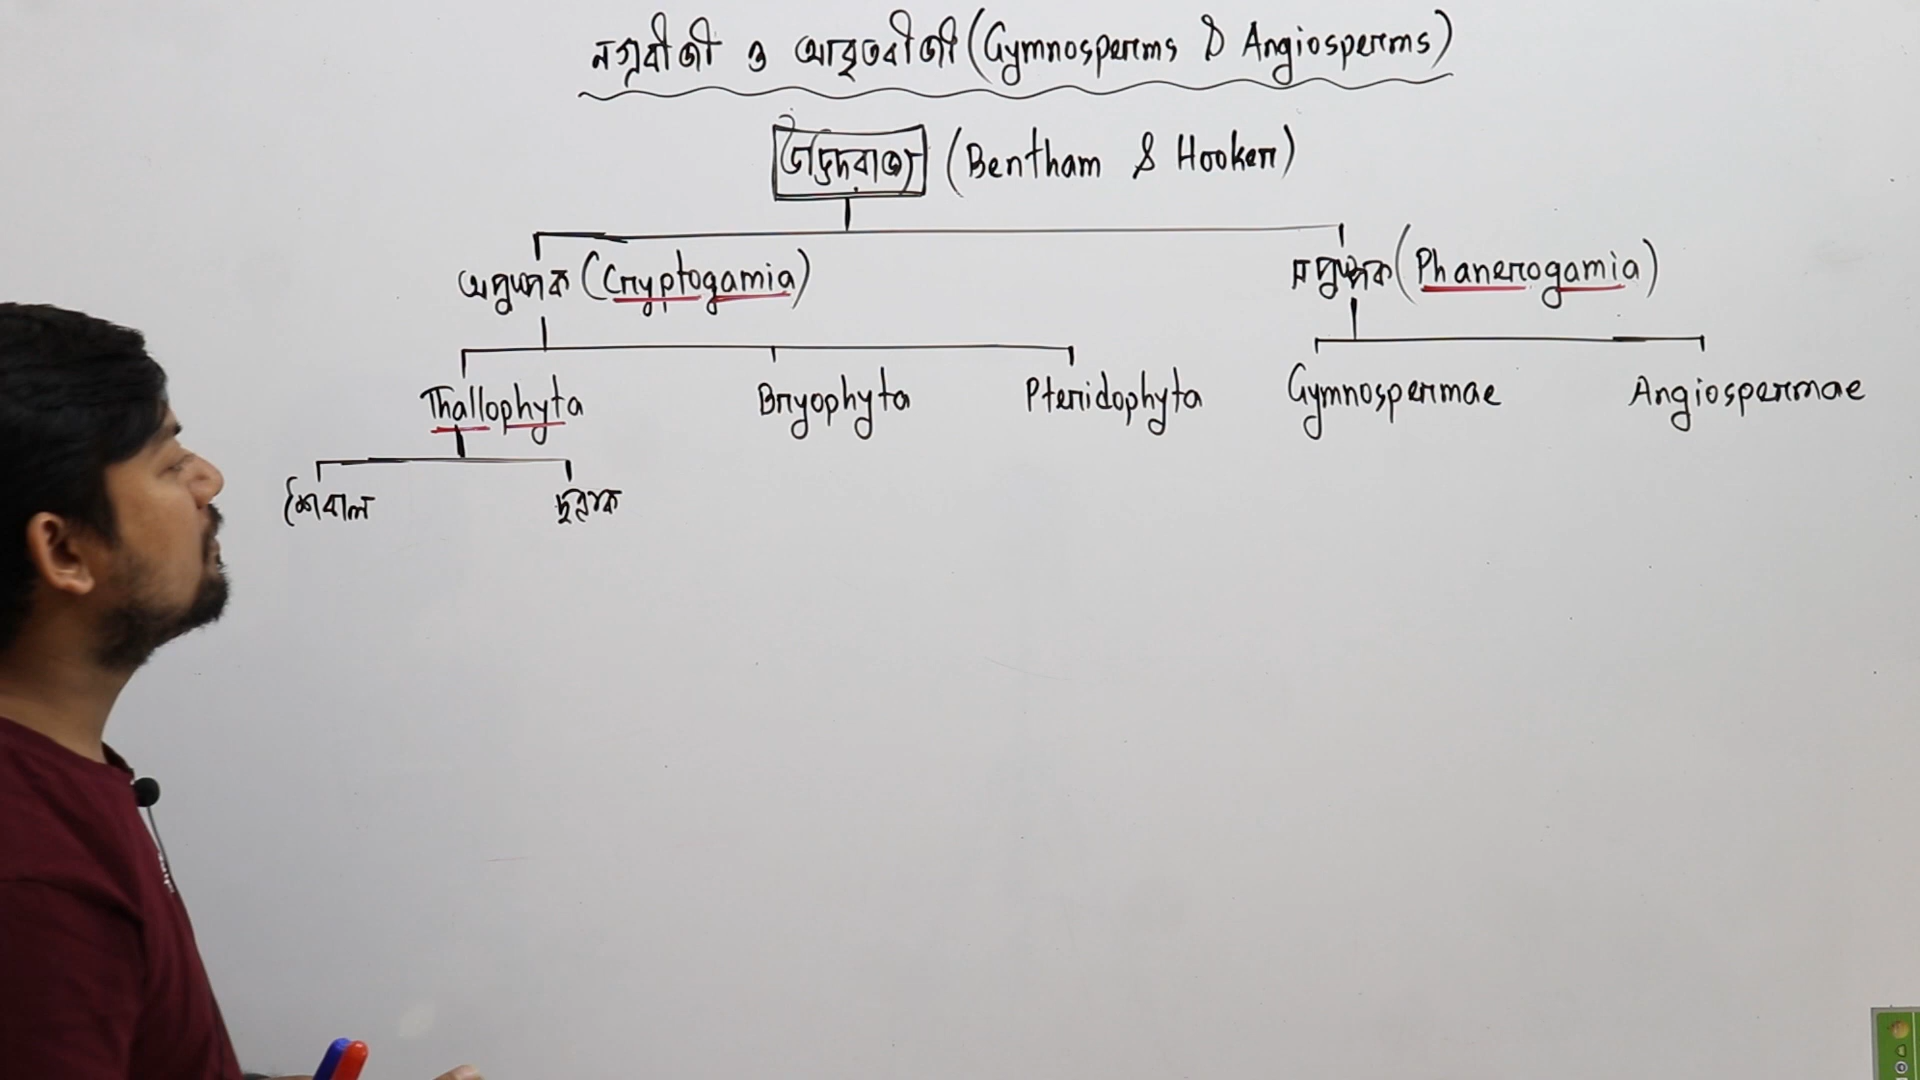 নগ্নবীজী ও আবৃতবীজী (Gymnosperms & Angiosperms)
উদ্ভিদরাজ্য (Bentham & Hooker)
অপুষ্পক (Cryptogamia) সপুষ্পক (Phanerogamia)
Thallophyta Bryophyta Pteridophyta Gymnospermae Angiospermae
শৈবাল ছত্রাক